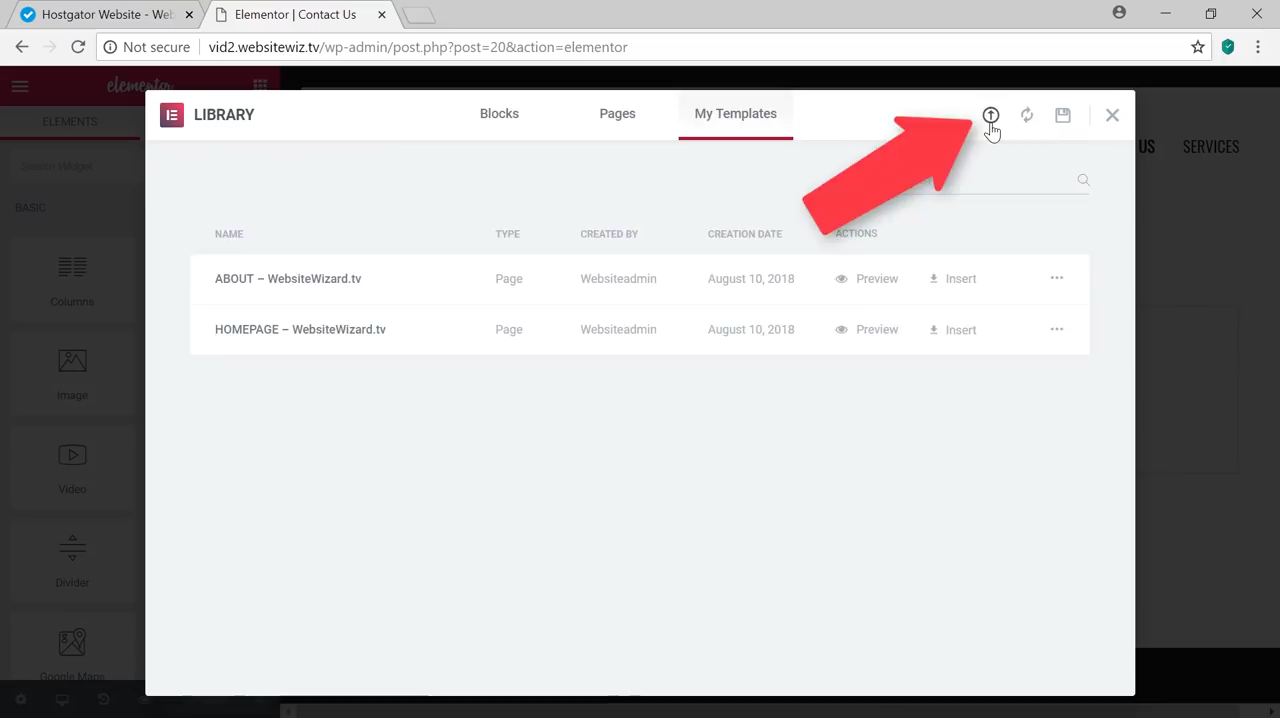 Hostgator Website - Web
Elementor | Contact Us
Not secure
vid2.websitewiz.tv/wp-admin/post.php?post=20&action=elementor
elementor
LIBRARY
Blocks
Pages
My Templates
ELEMENTS
US
SERVICES
Search Widget
BASIC
NAME
TYPE
CREATED BY
CREATION DATE
ACTIONS
ABOUT – WebsiteWizard.tv
Page
Websiteadmin
August 10, 2018
Preview
Insert
Columns
HOMEPAGE – WebsiteWizard.tv
Page
Websiteadmin
August 10, 2018
Preview
Insert
Image
Video
Divider
Google Maps